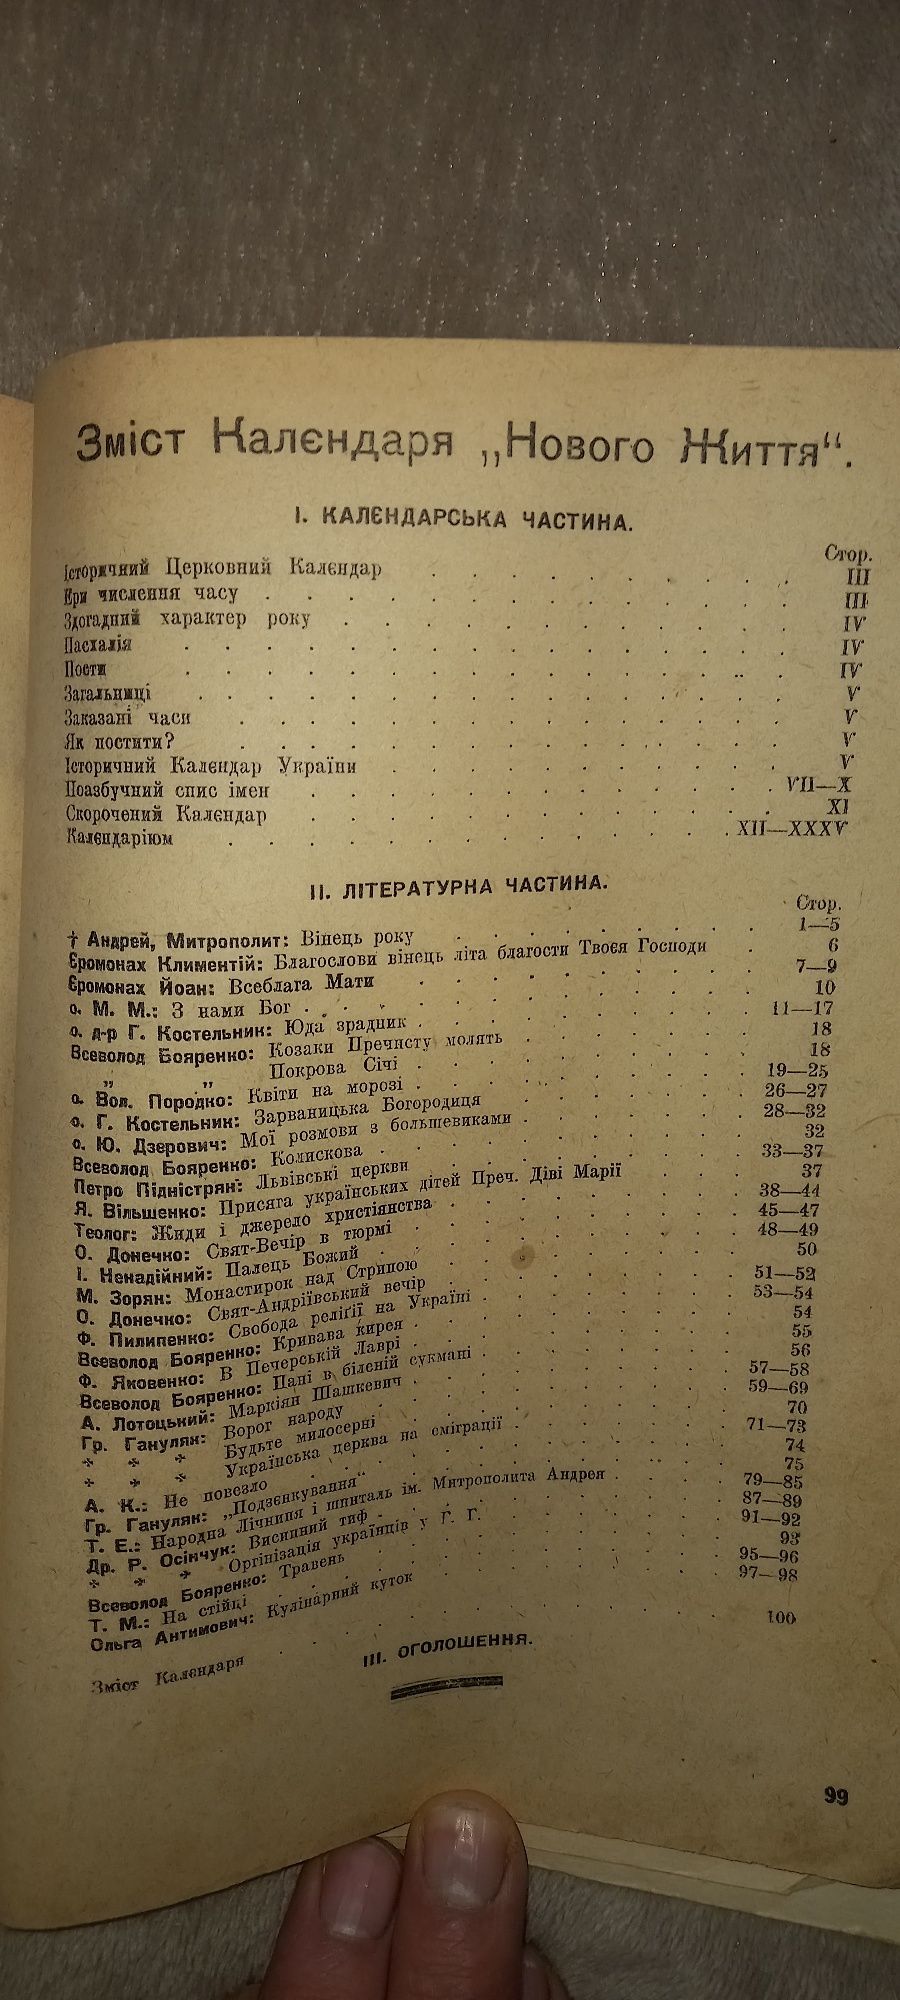 Зміст Калєндаря „Нового Життя“.
І. КАЛЄНДАРСЬКА ЧАСТИНА.
Стор.
Історичний Церковний Калєндар III
Ери числення часу III
Здогадний характер року IV
Пасхалія IV
Пости IV
Загальниці V
Заказані часи V
Як постити? V
Історичний Калєндар України V
Поазбучний спис імен VII—X
Скорочений Калєндар XI
Калєндаріюм XII—XXXV
II. ЛІТЕРАТУРНА ЧАСТИНА.
Стор.
† Андрей, Митрополит: Вінець року 1—5
Єромонах Климентій: Благослови вінець літа благости Твоєя Господи 6
Єромонах Йоан: Всеблага Мати 7—9
о. М. М.: З нами Бог 10
о. д-р Г. Костельник: Юда зрадник 11—17
Всеволод Бояренко: Козаки Пречисту молять 18
„ „ Покрова Січі 18
о. Вол. Породко: Квіти на морозі 19—25
о. Г. Костельник: Зарваницька Богородиця 26—27
о. Ю. Дзерович: Мої розмови з большевиками 28—32
Всеволод Бояренко: Колискова 32
Петро Підністрян: Львівські церкви 33—37
Я. Вільшенко: Присяга українських дітей Преч. Діві Марії 37
Теолог: Жиди і джерело христіянства 38—44
О. Донечко: Свят-Вечір в тюрмі 45—47
І. Ненадійний: Палець Божий 48—49
М. Зорян: Монастирок над Стрипою 50
О. Донечко: Свят-Андріївський вечір 51—52
Ф. Пилипенко: Свобода релігії на Україні 53—54
Всеволод Бояренко: Кривава кирея 54
Ф. Яковенко: В Печерській Лаврі 55
Всеволод Бояренко: Пані в біленій сукмані 56
А. Лотоцький: Маркіян Шашкевич 57—58
Гр. Ганулян: Ворог народу 59—69
„ „ „ Будьте милосерні 70
„ „ „ Українська церква на еміграції 71—73
А. К.: Не повезло 74
Гр. Ганулян: „Подзенкування“ 75
Т. Е.: Народна Лічниця і шпиталь ім. Митрополита Андрея 79—85
Др. Р. Осінчук: Висипний тиф 87—89
„ „ „ Оргінізація українців у Г. Г. 91—92
Всеволод Бояренко: Травень 93
Т. М.: На стійці 95—96
Ольга Антимович: Кулінарний куток 97—98
Зміст Календаря 100
III. ОГОЛОШЕННЯ.
99